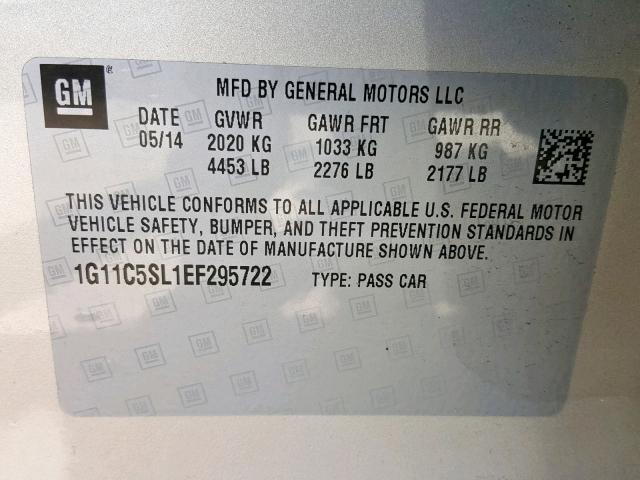 GM
MFD BY GENERAL MOTORS LLC
DATE GVWR GAWR FRT GAWR RR
05/14 2020 KG 1033 KG 987 KG
4453 LB 2276 LB 2177 LB
THIS VEHICLE CONFORMS TO ALL APPLICABLE U.S. FEDERAL MOTOR
VEHICLE SAFETY, BUMPER, AND THEFT PREVENTION STANDARDS IN
EFFECT ON THE DATE OF MANUFACTURE SHOWN ABOVE.
1G11C5SL1EF295722 TYPE: PASS CAR